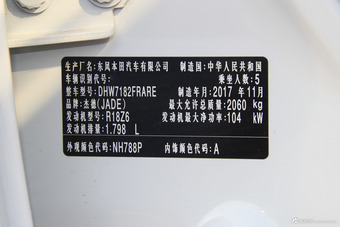 生产厂名:东风本田汽车有限公司 制造国:中华人民共和国
车辆识别代号: 乘坐人数:5
整车型号:DHW7182FRARE 制造年月:2017 年 11月
品牌:杰德(JADE) 最大允许总质量:2060 kg
发动机型号:R18Z6 发动机最大净功率:104 kW
发动机排量:1.798 L
外观颜色代码:NH788P 内饰颜色代码:A